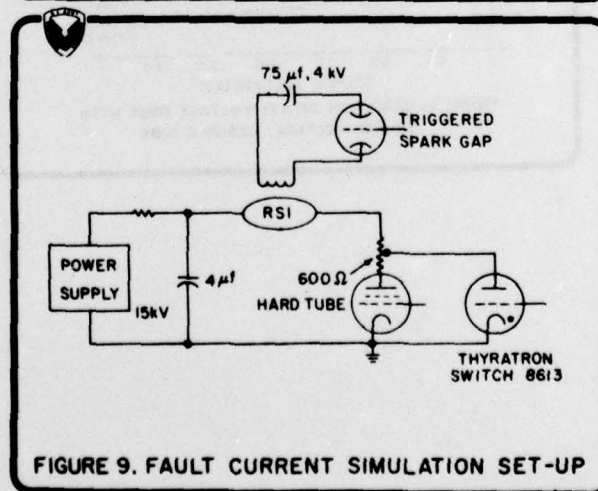 75 μf, 4 kV
TRIGGERED
SPARK GAP
RSI
POWER
SUPPLY
15kV
4μf
600Ω
HARD TUBE
THYRATRON
SWITCH 8613
FIGURE 9. FAULT CURRENT SIMULATION SET-UP